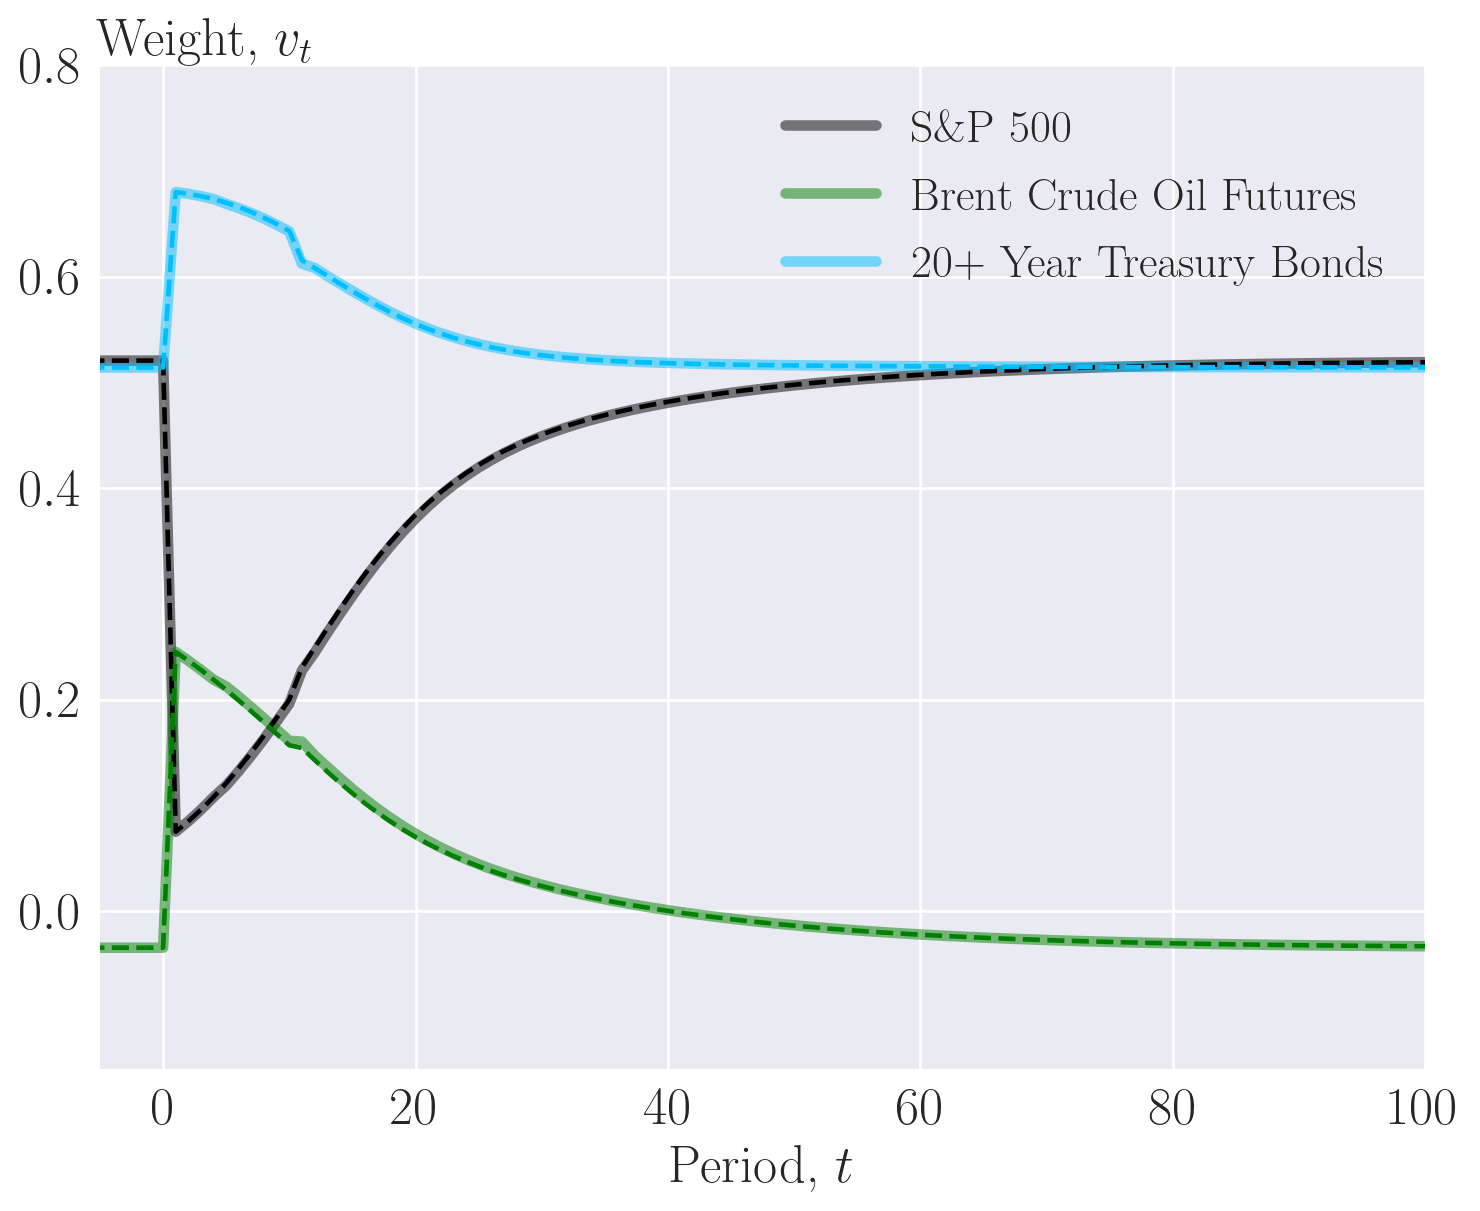 Weight, v_t
0.8
0.6
0.4
0.2
0.0
S&P 500
Brent Crude Oil Futures
20+ Year Treasury Bonds
0 20 40 60 80 100
Period, t